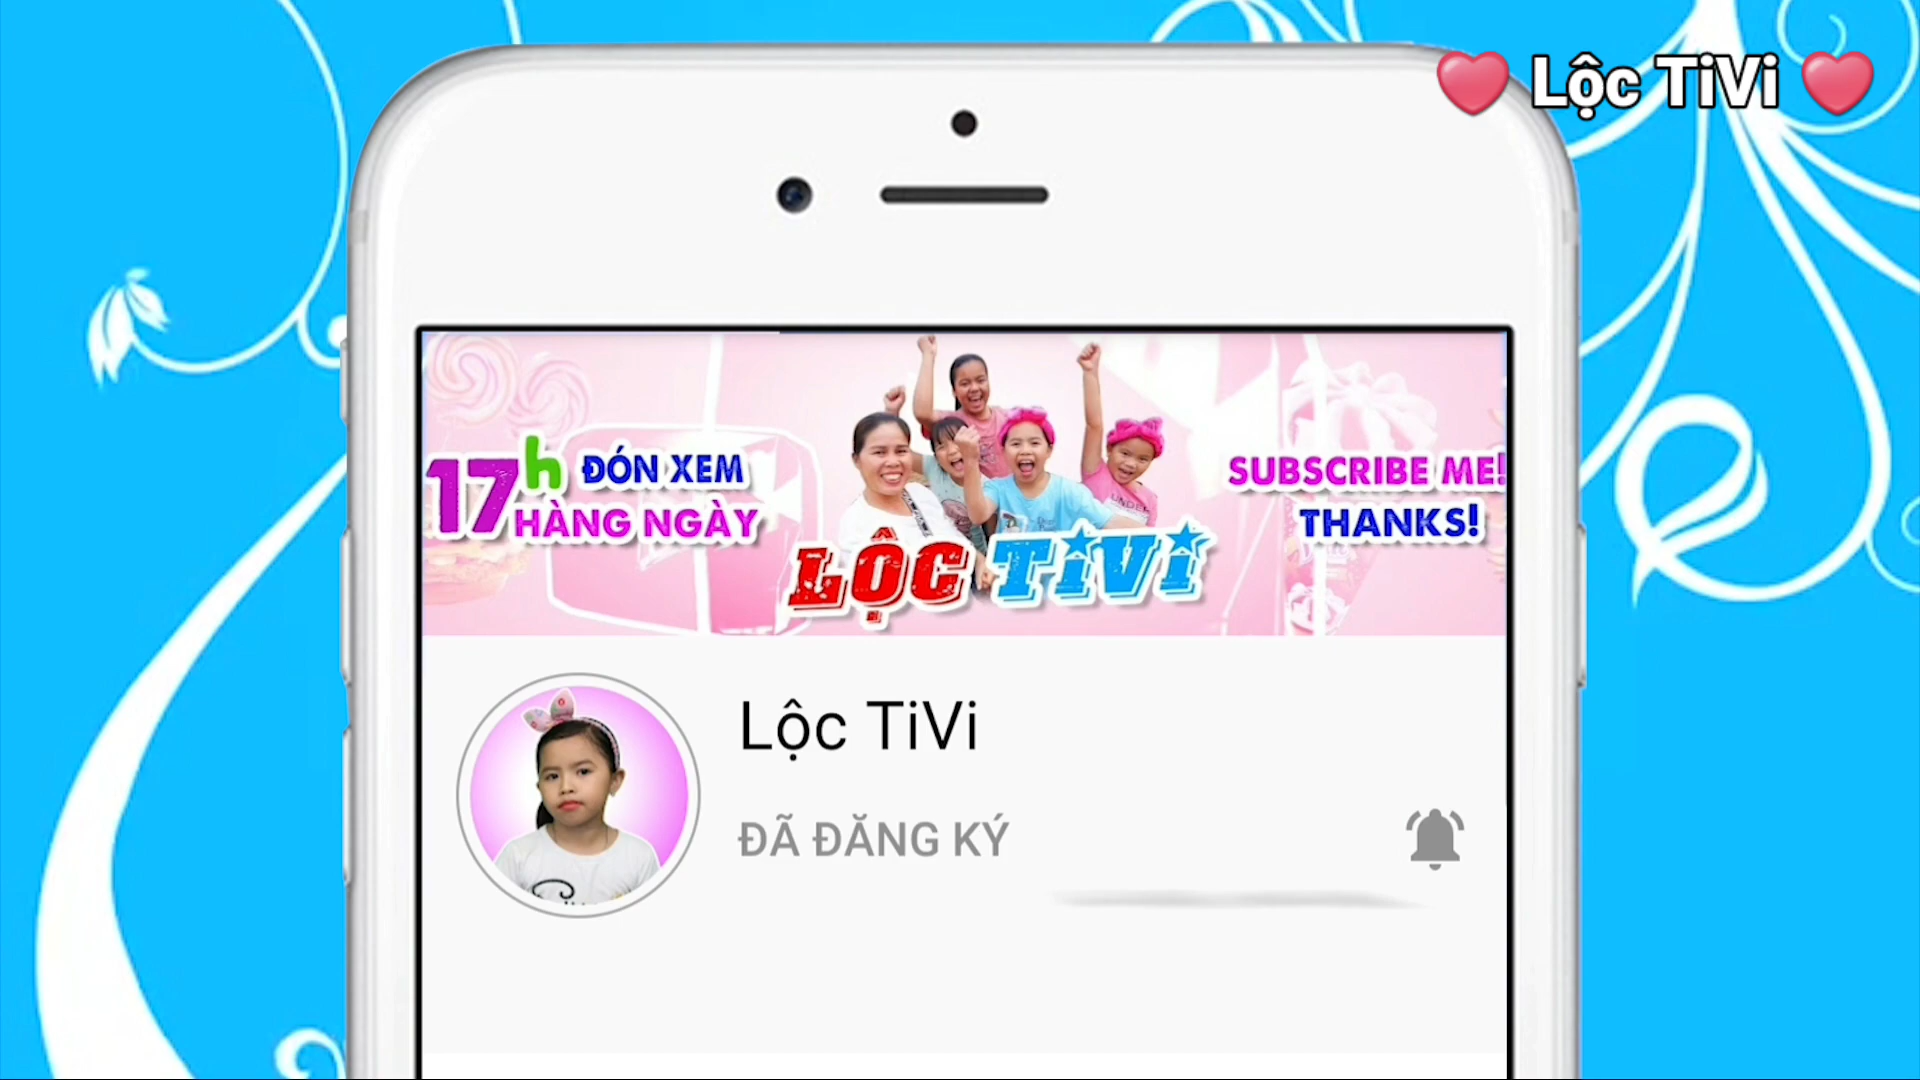 Lộc TiVi
17h ĐÓN XEM
HÀNG NGÀY
SUBSCRIBE ME!
THANKS!
LỘC TiVi
Lộc TiVi
ĐÃ ĐĂNG KÝ